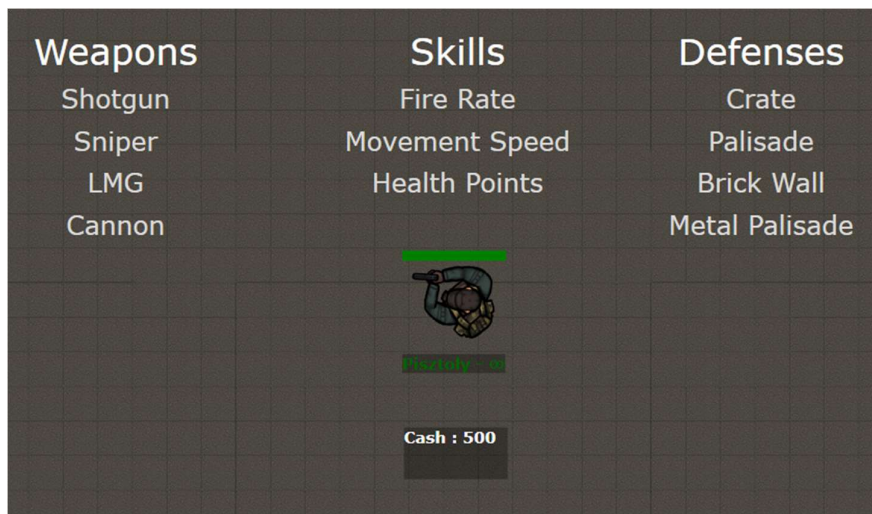 Weapons
Shotgun
Sniper
LMG
Cannon
Skills
Fire Rate
Movement Speed
Health Points
Defenses
Crate
Palisade
Brick Wall
Metal Palisade
Pisztoly - ∞
Cash : 500